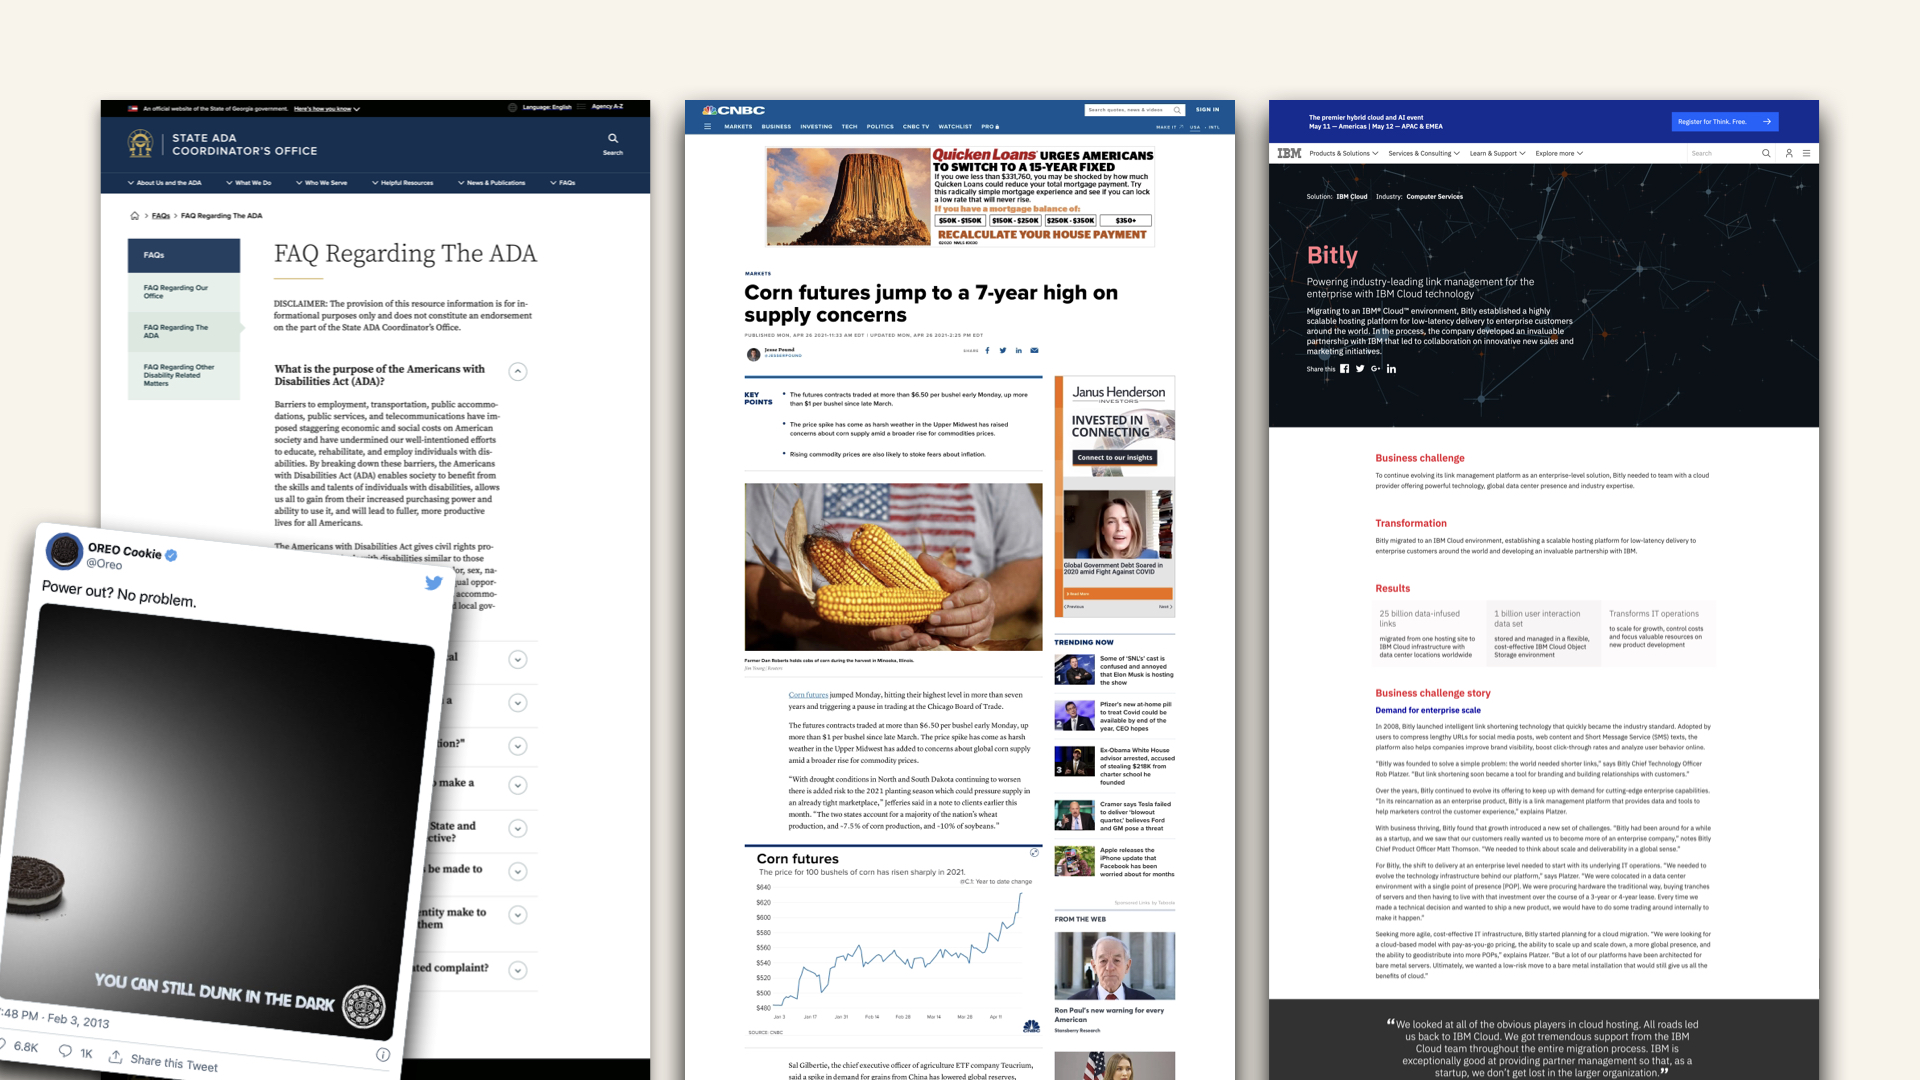 An official website of the State of Georgia government. Here's how you know
Language: English
Agency A-Z
STATE ADA
COORDINATOR'S OFFICE
Search
About Us and the ADA
What We Do
Who We Serve
Helpful Resources
News & Publications
FAQs
FAQs > FAQ Regarding The ADA
FAQs
FAQ Regarding Our
Office
FAQ Regarding The
ADA
FAQ Regarding Other
Disability Related
Matters
FAQ Regarding The ADA
DISCLAIMER: The provision of this resource information is for in-
formational purposes only and does not constitute an endorsement
on the part of the State ADA Coordinator's Office.
What is the purpose of the Americans with
Disabilities Act (ADA)?
Barriers to employment, transportation, public accommo-
dations, public services, and telecommunications have im-
posed staggering economic and social costs on American
society and have undermined our well-intentioned efforts
to educate, rehabilitate, and employ individuals with dis-
abilities. By breaking down these barriers, the Americans
with Disabilities Act (ADA) enables society to benefit from
the skills and talents of individuals with disabilities, allows
us all to gain from their increased purchasing power and
ability to use it, and will lead to fuller, more productive
lives for all Americans.
The Americans with Disabilities Act gives civil rights pro-
with disabilities similar to those
lor, sex, na-
ual oppor-
accommo-
d local gov-
al
a
tion?"
o make a
State and
ctive?
be made to
entity make to
them
ated complaint?
OREO Cookie
@Oreo
Power out? No problem.
YOU CAN STILL DUNK IN THE DARK
:48 PM · Feb 3, 2013
6.8K
1K
Share this Tweet
CNBC
Search quotes, news & videos
SIGN IN
MARKETS
BUSINESS
INVESTING
TECH
POLITICS
CNBC TV
WATCHLIST
PRO
MAKE IT
USA
INTL
Quicken Loans URGES AMERICANS
TO SWITCH TO A 15-YEAR FIXED
If you owe less than $331,760, you may be shocked by how much
Quicken Loans could reduce your total mortgage payment. Try
this radically simple mortgage experience and see if you can lock
a low rate that will never rise.
If you have a mortgage balance of:
$50K - $150K
$150K - $250K
$250K - $350K
$350+
RECALCULATE YOUR HOUSE PAYMENT
©2020 NMLS #3030
MARKETS
Corn futures jump to a 7-year high on
supply concerns
PUBLISHED MON, APR 26 2021·11:33 AM EDT | UPDATED MON, APR 26 2021·2:25 PM EDT
Jesse Pound
@JESSERPOUND
SHARE
KEY
POINTS
The futures contracts traded at more than $6.50 per bushel early Monday, up more
than $1 per bushel since late March.
The price spike has come as harsh weather in the Upper Midwest has raised
concerns about corn supply amid a broader rise for commodities prices.
Rising commodity prices are also likely to stoke fears about inflation.
Farmer Dan Roberts holds cobs of corn during the harvest in Minooka, Illinois.
Jim Young | Reuters
Corn futures jumped Monday, hitting their highest level in more than seven
years and triggering a pause in trading at the Chicago Board of Trade.
The futures contracts traded at more than $6.50 per bushel early Monday, up
more than $1 per bushel since late March. The price spike has come as harsh
weather in the Upper Midwest has added to concerns about global corn supply
amid a broader rise for commodity prices.
"With drought conditions in North and South Dakota continuing to worsen
there is added risk to the 2021 planting season which could pressure supply in
an already tight marketplace," Jefferies said in a note to clients earlier this
month. "The two states account for a majority of the nation's wheat
production, and ~7.5% of corn production, and ~10% of soybeans."
Corn futures
The price for 100 bushels of corn has risen sharply in 2021.
@C.1: Year to date change
$640
$620
$600
$580
$560
$540
$520
$500
$480
Jan 3
Jan 17
Jan 31
Feb 14
Feb 28
Mar 14
Mar 28
Apr 11
SOURCE: CNBC
CNBC
Sal Gilbertie, the chief executive officer of agriculture ETF company Teucrium,
said a spike in demand for grains from China has lowered global reserves,
Janus Henderson
INVESTORS
INVESTED IN
CONNECTING
Connect to our insights
Global Government Debt Soared in
2020 amid Fight Against COVID
Read More
Previous
Next
TRENDING NOW
1
Some of 'SNL's' cast is
confused and annoyed
that Elon Musk is hosting
the show
2
Pfizer's new at-home pill
to treat Covid could be
available by end of the
year, CEO hopes
3
Ex-Obama White House
advisor arrested, accused
of stealing $218K from
charter school he
founded
4
Cramer says Tesla failed
to deliver 'blowout
quarter,' believes Ford
and GM pose a threat
5
Apple releases the
iPhone update that
Facebook has been
worried about for months
Sponsored Links by Taboola
FROM THE WEB
Ron Paul's new warning for every
American
Stansberry Research
The premier hybrid cloud and AI event
May 11 — Americas | May 12 — APAC & EMEA
Register for Think. Free.
IBM
Products & Solutions
Services & Consulting
Learn & Support
Explore more
Search
Solution: IBM Cloud Industry: Computer Services
Bitly
Powering industry-leading link management for the
enterprise with IBM Cloud technology
Migrating to an IBM® Cloud™ environment, Bitly established a highly
scalable hosting platform for low-latency delivery to enterprise customers
around the world. In the process, the company developed an invaluable
partnership with IBM that led to collaboration on innovative new sales and
marketing initiatives.
Share this
Business challenge
To continue evolving its link management platform as an enterprise-level solution, Bitly needed to team with a cloud
provider offering powerful technology, global data center presence and industry expertise.
Transformation
Bitly migrated to an IBM Cloud environment, establishing a scalable hosting platform for low-latency delivery to
enterprise customers around the world and developing an invaluable partnership with IBM.
Results
25 billion data-infused
links
migrated from one hosting site to
IBM Cloud infrastructure with
data center locations worldwide
1 billion user interaction
data set
stored and managed in a flexible,
cost-effective IBM Cloud Object
Storage environment
Transforms IT operations
to scale for growth, control costs
and focus valuable resources on
new product development
Business challenge story
Demand for enterprise scale
In 2008, Bitly launched intelligent link shortening technology that quickly became the industry standard. Adopted by
users to compress lengthy URLs for social media posts, web content and Short Message Service (SMS) texts, the
platform also helps companies improve brand visibility, boost click-through rates and analyze user behavior online.
"Bitly was founded to solve a simple problem: the world needed shorter links," says Bitly Chief Technology Officer
Rob Platzer. "But link shortening soon became a tool for branding and building relationships with customers."
Over the years, Bitly continued to evolve its offering to keep up with demand for cutting-edge enterprise capabilities.
"In its reincarnation as an enterprise product, Bitly is a link management platform that provides data and tools to
help marketers control the customer experience," explains Platzer.
With business thriving, Bitly found that growth introduced a new set of challenges. "Bitly had been around for a while
as a startup, and we saw that our customers really wanted us to become more of an enterprise company," notes Bitly
Chief Product Officer Matt Thomson. "We needed to think about scale and deliverability in a global sense."
For Bitly, the shift to delivery at an enterprise level needed to start with its underlying IT operations. "We needed to
evolve the technology infrastructure behind our platform," says Platzer. "We were colocated in a data center
environment with a single point of presence [POP]. We were procuring hardware the traditional way, buying tranches
of servers and then having to live with that investment over the course of a 3-year or 4-year lease. Every time we
made a technical decision and wanted to ship a new product, we would have to do some trading around internally to
make it happen."
Seeking more agile, cost-effective IT infrastructure, Bitly started planning for a cloud migration. "We were looking for
a cloud-based model with pay-as-you-go pricing, the ability to scale up and scale down, a more global presence, and
the ability to geodistribute into more POPs," explains Platzer. "But a lot of our platforms have been architected for
bare metal servers. Ultimately, we wanted a low-risk move to a bare metal installation that would still give us all the
benefits of cloud."
"We looked at all of the obvious players in cloud hosting. All roads led
us back to IBM Cloud. We got tremendous support from the IBM
Cloud team throughout the entire migration process. IBM is
exceptionally good at providing partner management so that, as a
startup, we don't get lost in the larger organization."